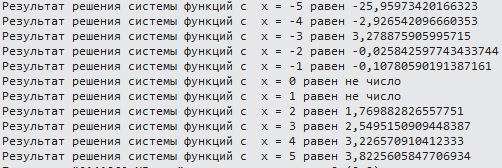 Результат решения системы функций с  x = -5 равен -25,95973420166323
Результат решения системы функций с  x = -4 равен -2,926542096660353
Результат решения системы функций с  x = -3 равен 3,278875905995715
Результат решения системы функций с  x = -2 равен -0,025842597743433744
Результат решения системы функций с  x = -1 равен -0,10780590191387161
Результат решения системы функций с  x = 0 равен не число
Результат решения системы функций с  x = 1 равен не число
Результат решения системы функций с  x = 2 равен 1,769882826557751
Результат решения системы функций с  x = 3 равен 2,5495150909448387
Результат решения системы функций с  x = 4 равен 3,226570910412333
Результат решения системы функций с  x = 5 равен 3,8225605847706934